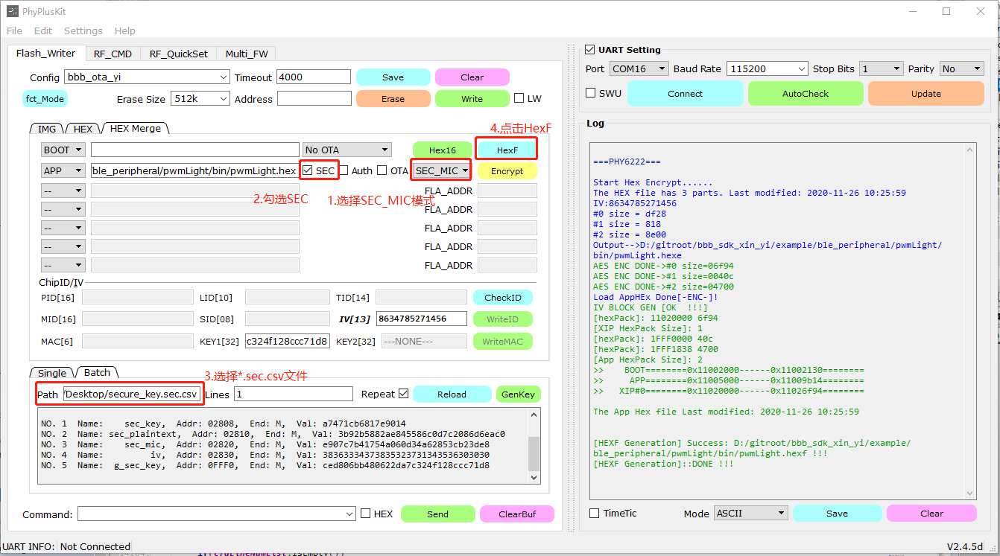 PhyPlusKit
File Edit Settings Help
Flash_Writer RF_CMD RF_QuickSet Multi_FW
Config bbb_ota_yi Timeout 4000 Save Clear
fct_Mode Erase Size 512k Address Erase Write LW
IMG HEX HEX Merge
4.点击HexF
BOOT No OTA Hex16 HexF
APP 'ble_peripheral/pwmLight/bin/pwmLight.hex SEC Auth OTA SEC_MIC Encrypt
-- FLA_ADDR
2.勾选SEC 1.选择SEC_MIC模式
-- FLA_ADDR
-- FLA_ADDR
-- FLA_ADDR
-- FLA_ADDR
ChipID/IV
PID[16] LID[10] TID[14] CheckID
MID[16] SID[08] IV[13] 8634785271456 WriteID
MAC[6] KEY1[32] c324f128ccc71d8 KEY2[32] ---NONE--- WriteMAC
Single Batch
3.选择*.sec.csv文件
Path /Desktop/secure_key.sec.csv Lines 1 Repeat Reload GenKey
NO. 1 Name: sec_key, Addr: 02808, End: M, Val: a7471cb6817e9014
NO. 2 Name: sec_plaintext, Addr: 02810, End: M, Val: 3b92b5882ae845586c0d7c2086d6eac0
NO. 3 Name: sec_mic, Addr: 02820, End: M, Val: e907c7b41754a060d34a62853cb23de8
NO. 4 Name: iv, Addr: 02830, End: M, Val: 38363334373835323731343536303030
NO. 5 Name: g_sec_key, Addr: 0FFF0, End: M, Val: ced806bb480622da7c324f128ccc71d8
Command: HEX Send ClearBuf
UART INFO: Not Connected
UART Setting
Port COM16 Baud Rate 115200 Stop Bits 1 Parity No
SWU Connect AutoCheck Update
Log
===PHY6222===
Start Hex Encrypt......
The HEX file has 3 parts. Last modified: 2020-11-26 10:25:59
IV:8634785271456
#0 size = df28
#1 size = 818
#2 size = 8e00
Output-->D:/gitroot/bbb_sdk_xin_yi/example/ble_peripheral/pwmLight/
bin/pwmLight.hexe
AES ENC DONE->#0 size=06f94
AES ENC DONE->#1 size=0040c
AES ENC DONE->#2 size=04700
Load AppHEx Done[-ENC-]!
IV BLOCK GEN [OK !!!]
[hexPack]: 11020000 6f94
[XIP HexPack Size]: 1
[hexPack]: 1FFF0000 40c
[hexPack]: 1FFF1838 4700
[App HexPack Size]: 2
>> BOOT========0x11002000------0x11002130========
>> APP========0x11005000------0x11009b14========
>> XIP#0========0x11020000------0x11026f94========
The App Hex file Last modified: 2020-11-26 10:25:59
[HEXF Generation] Success: D:/gitroot/bbb_sdk_xin_yi/example/
ble_peripheral/pwmLight/bin/pwmLight.hexf !!!
[HEXF Generation]::DONE !!!
TimeTic Mode ASCII Save Clear
V2.4.5d